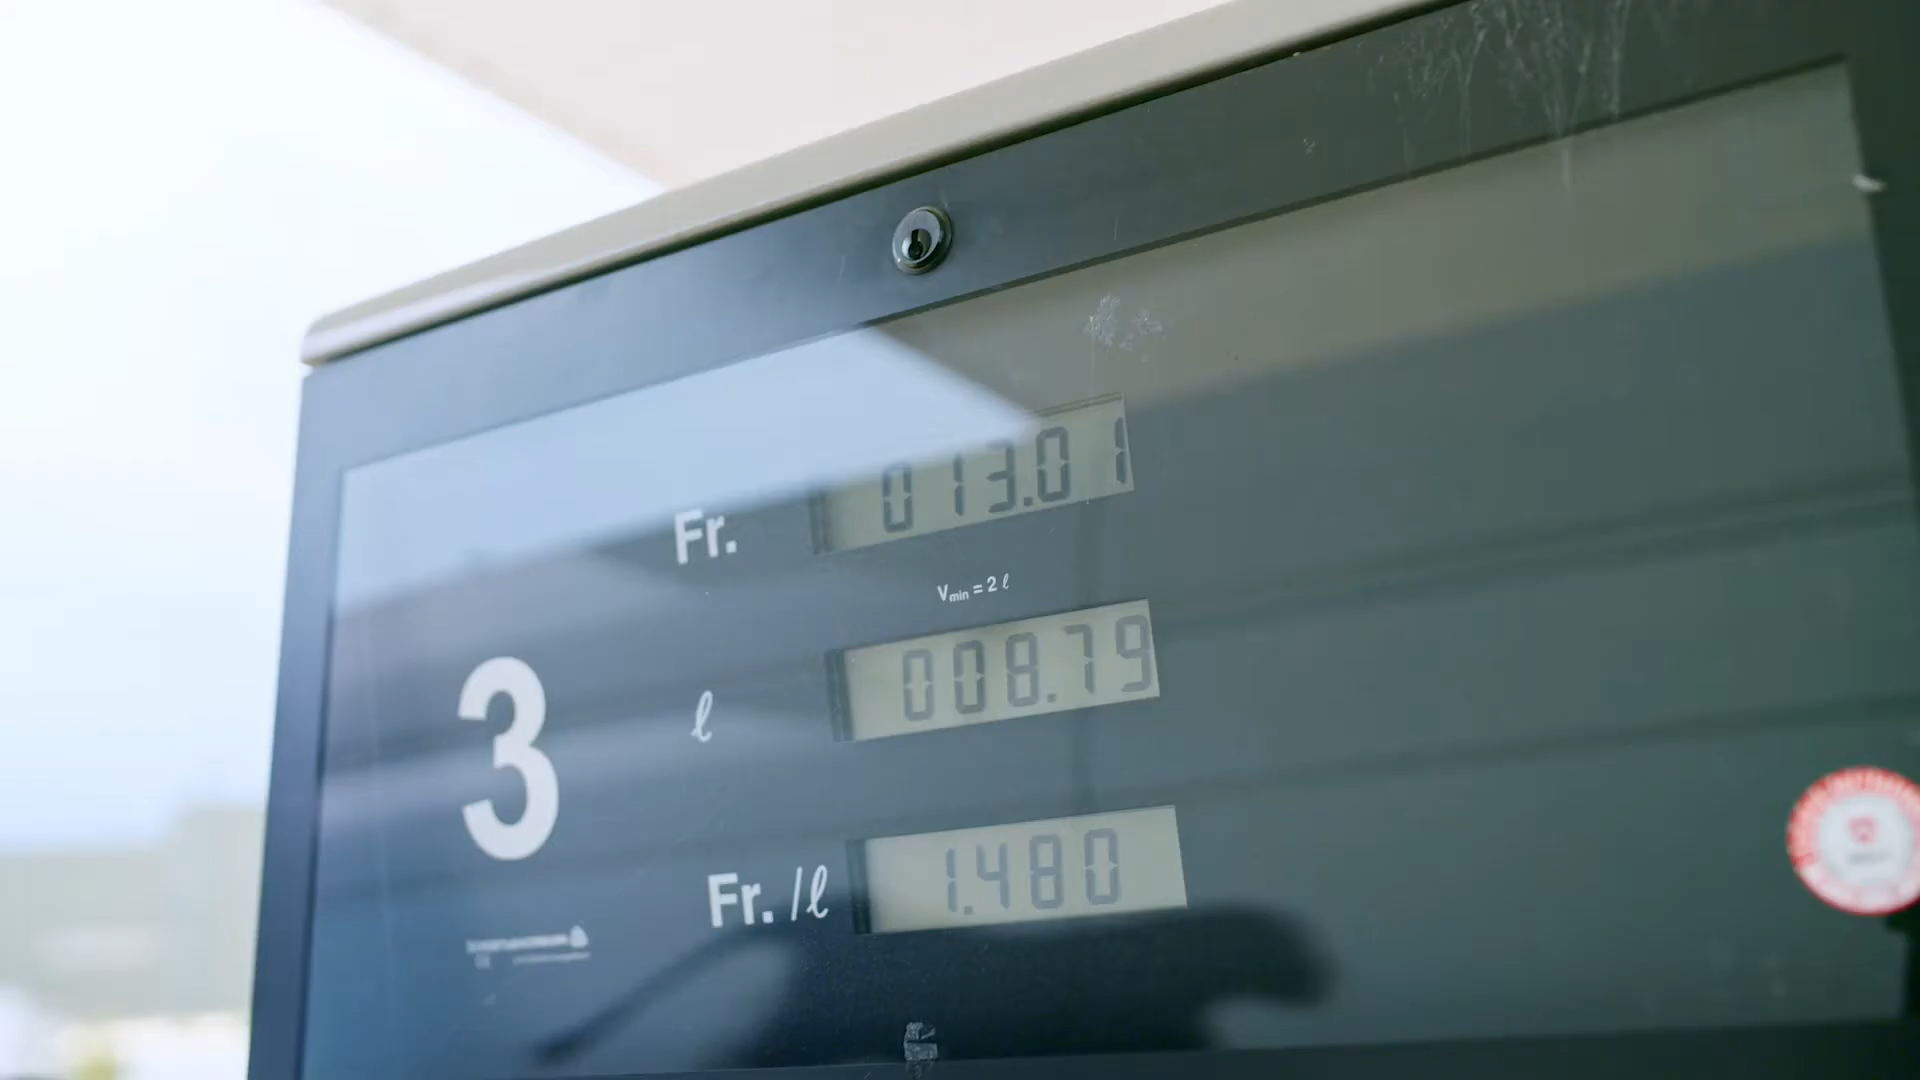 Fr. 013.01
Vmin = 2 ℓ
3
ℓ 008.79
Fr./ℓ 1.480